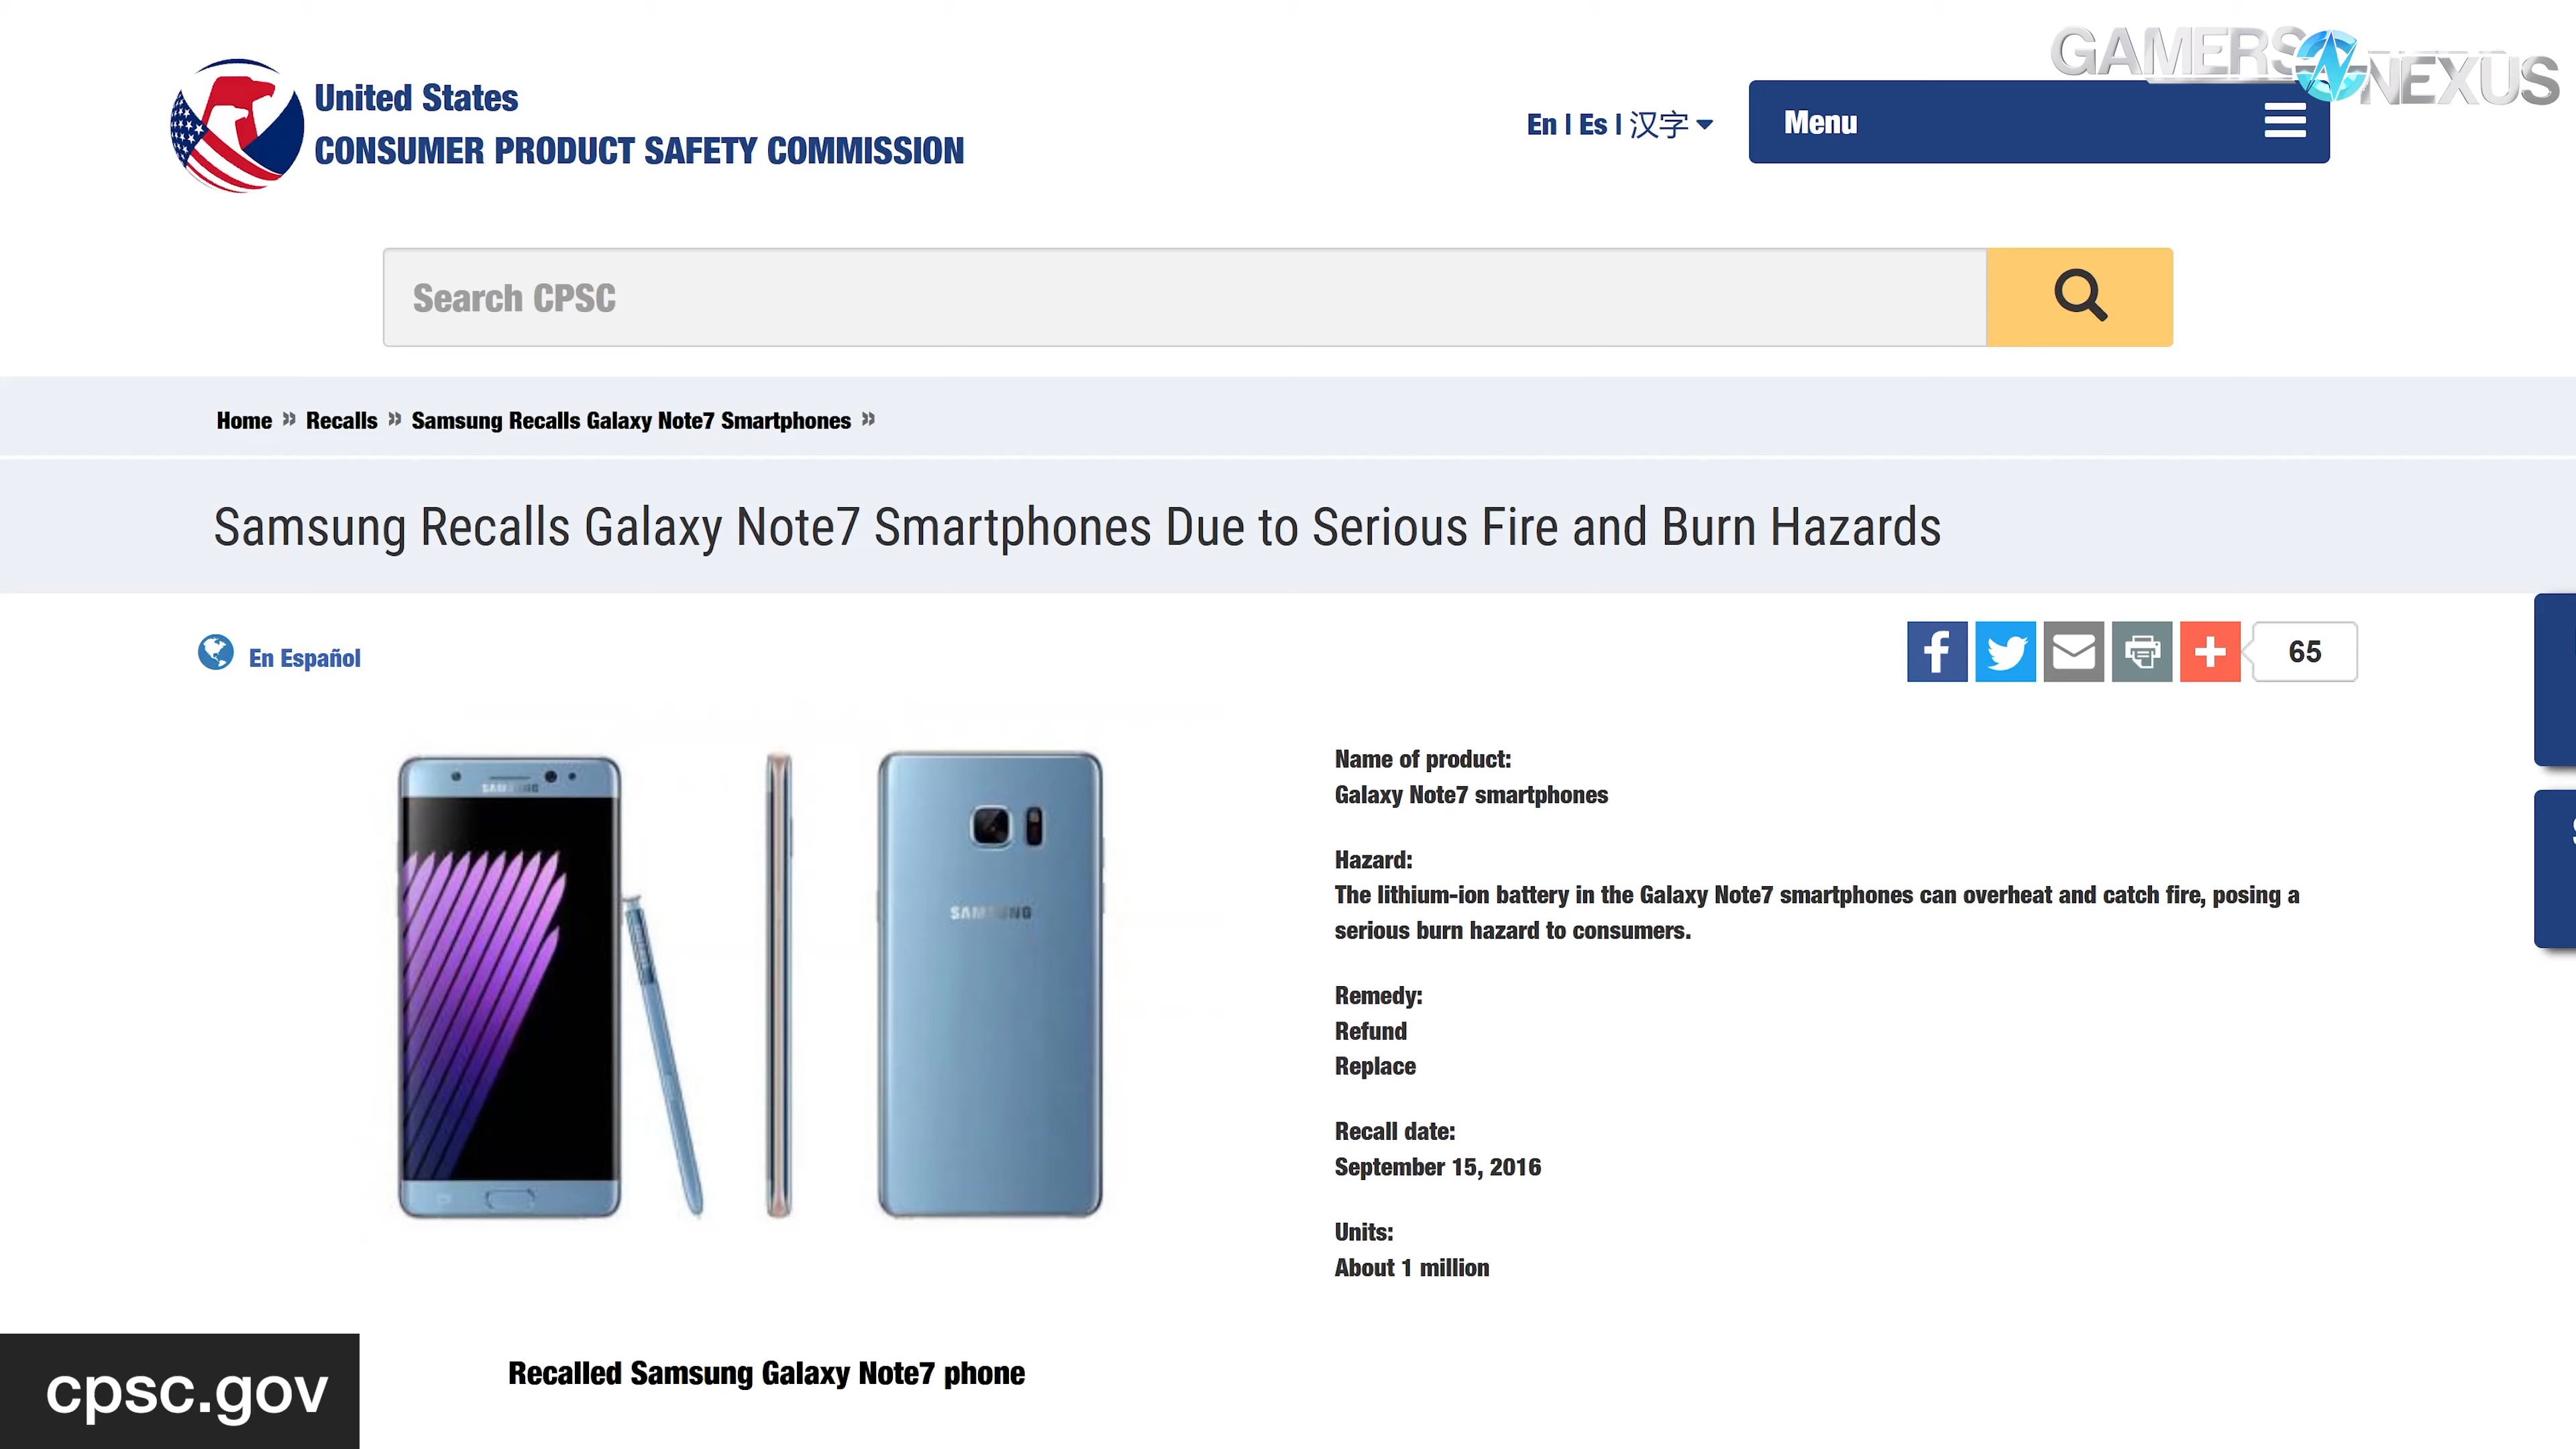 GAMERS NEXUS
United States
CONSUMER PRODUCT SAFETY COMMISSION
En | Es | 汉字
Menu
Search CPSC
Home » Recalls » Samsung Recalls Galaxy Note7 Smartphones »
Samsung Recalls Galaxy Note7 Smartphones Due to Serious Fire and Burn Hazards
En Español
65
SAMSUNG
SAMSUNG
Name of product:
Galaxy Note7 smartphones
Hazard:
The lithium-ion battery in the Galaxy Note7 smartphones can overheat and catch fire, posing a
serious burn hazard to consumers.
Remedy:
Refund
Replace
Recall date:
September 15, 2016
Units:
About 1 million
Recalled Samsung Galaxy Note7 phone
cpsc.gov